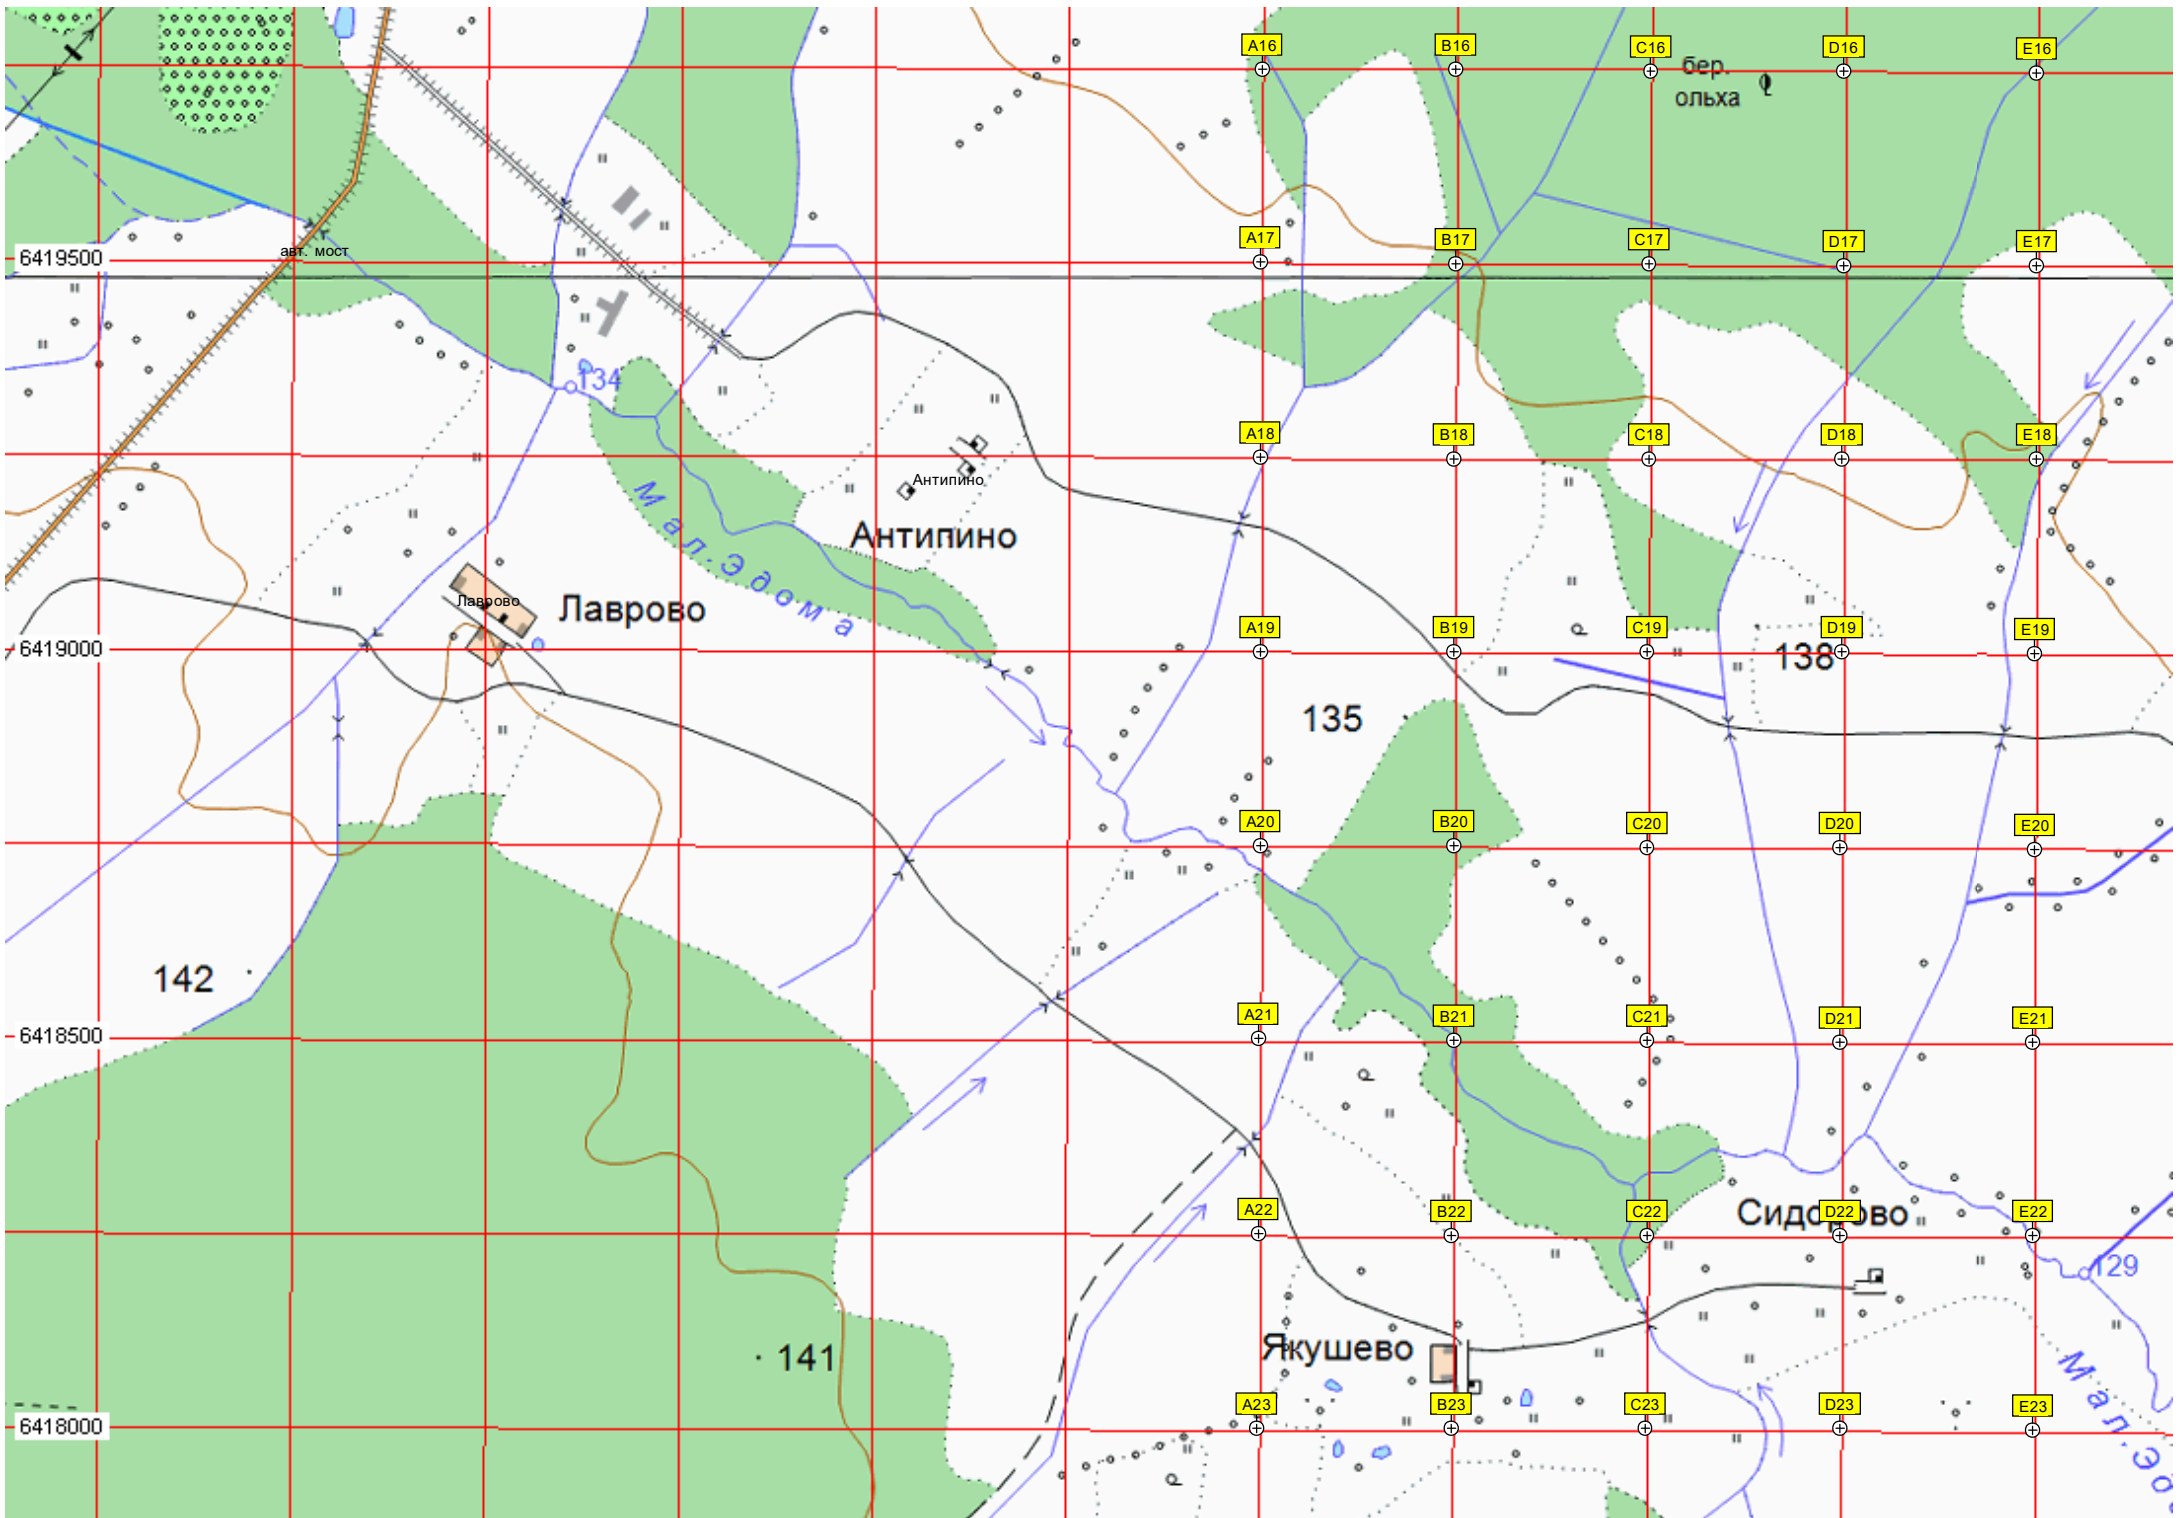 A16 B16 C16 D16 E16
бер.
ольха
A17 B17 C17 D17 E17
авт. мост
6419500
134
A18 B18 C18 D18 E18
Антипино
Мал. Эдома
Антипино
Лаврово
Лаврово
A19 B19 C19 D19 E19
6419000
138
135
A20 B20 C20 D20 E20
142
A21 B21 C21 D21 E21
6418500
A22 B22 C22 D22 E22
Сидорово
129
Якушево
141
A23 B23 C23 D23 E23
6418000
Мал. Эдо